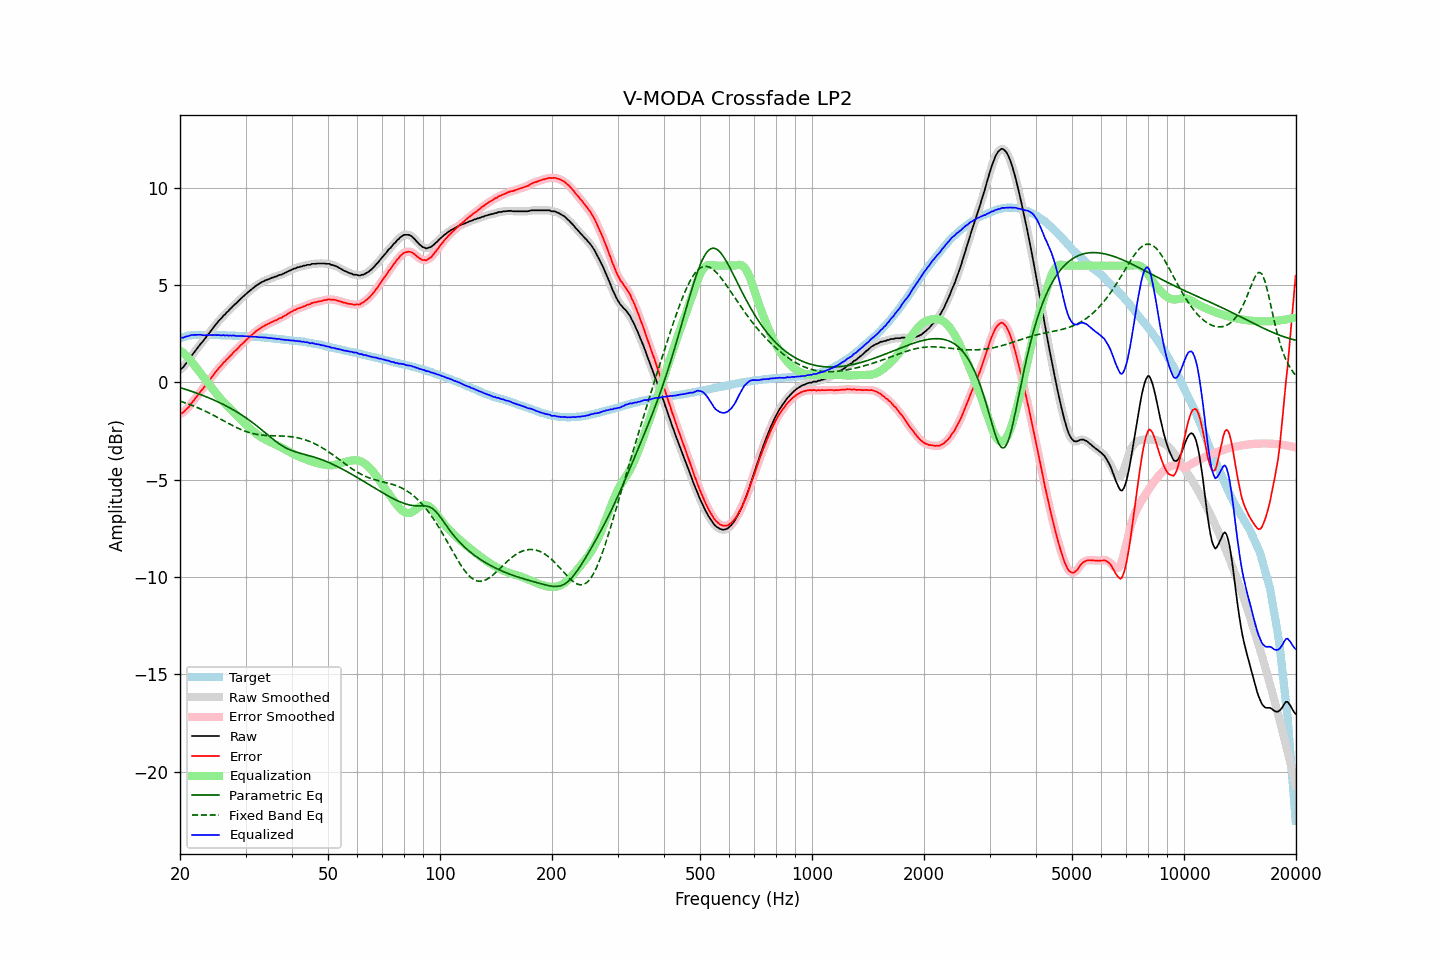 V-MODA Crossfade LP2
Amplitude (dBr)
10
5
0
−5
−10
−15
−20
Target
Raw Smoothed
Error Smoothed
Raw
Error
Equalization
Parametric Eq
Fixed Band Eq
Equalized
20 50 100 200 500 1000 2000 5000 10000 20000
Frequency (Hz)